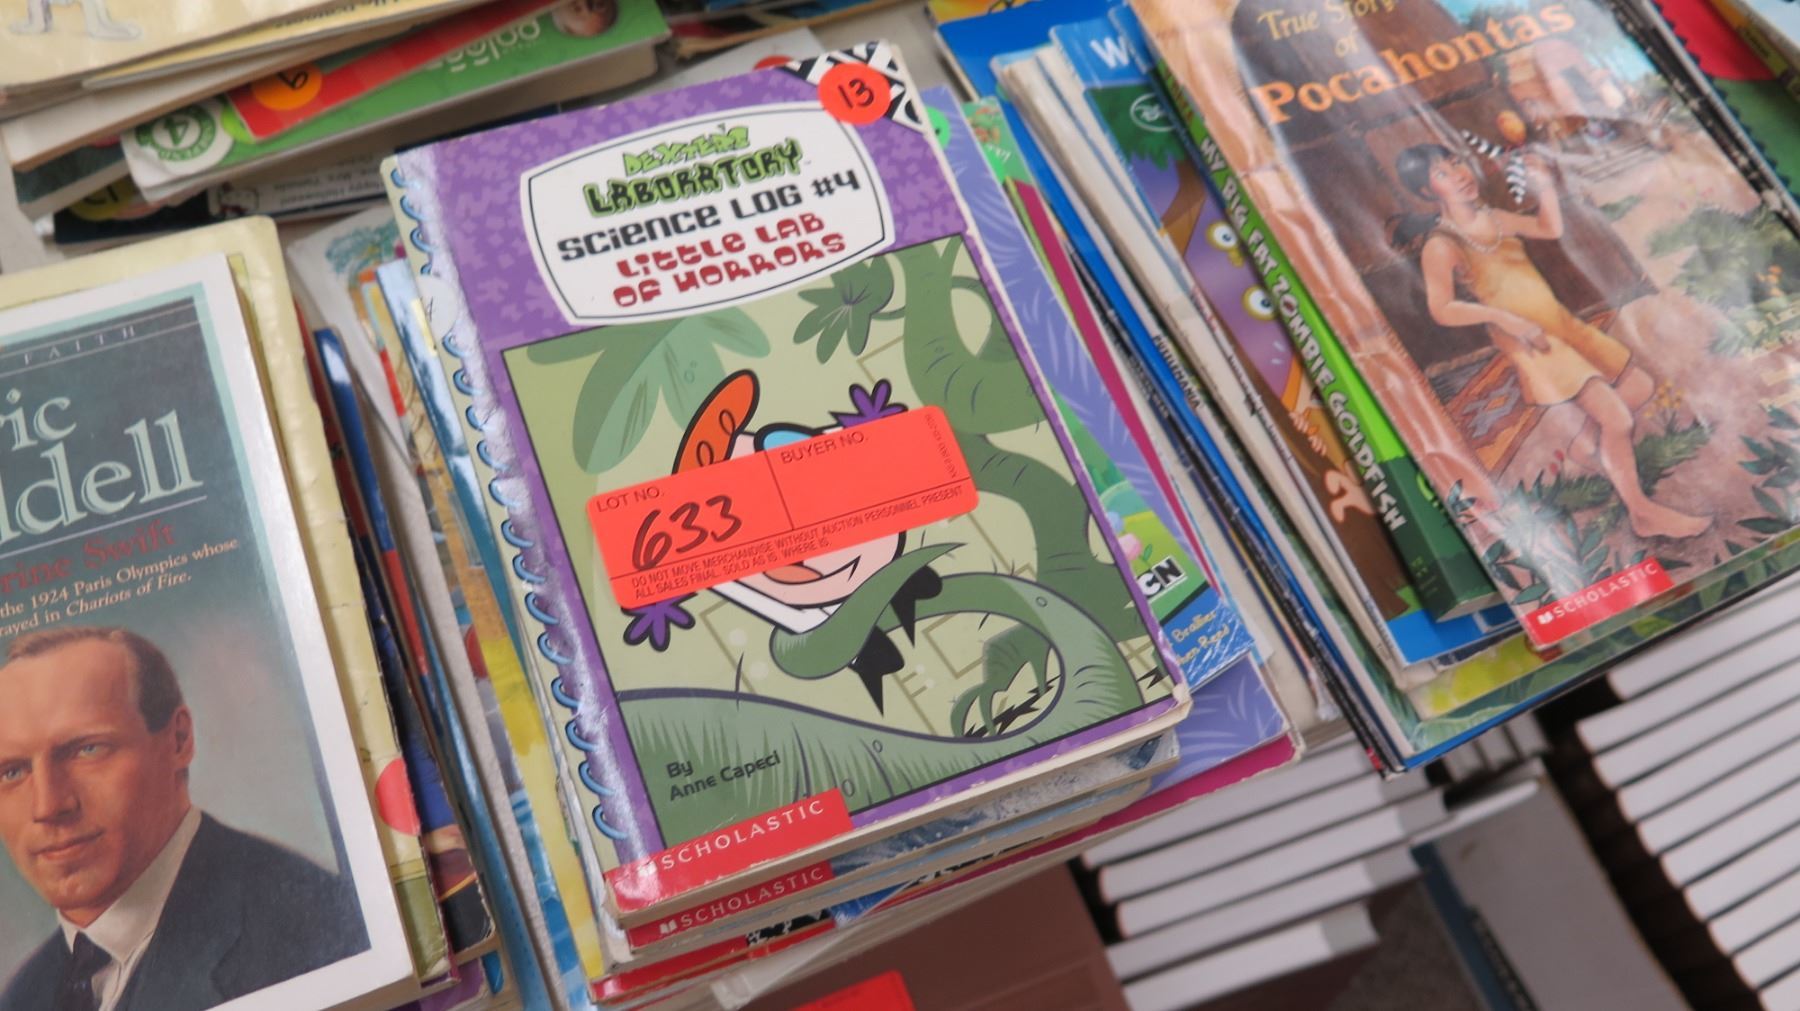 13
DEXTER'S
LABORATORY
SCIENCE LOG #4
LITTLE LAB
OF HORRORS
LOT NO.
633
BUYER NO.
DO NOT MOVE MERCHANDISE WITHOUT AUCTION PERSONNEL PRESENT
ALL SALES FINAL. SOLD AS IS. WHERE IS.
By
Anne Capeci
SCHOLASTIC
SCHOLASTIC
CN
FAITH
ric
ddell
rine Swift
the 1924 Paris Olympics whose
rayed in Chariots of Fire.
True Story
of
Pocahontas
SCHOLASTIC
MY BIG FAT ZOMBIE GOLDFISH
W
4